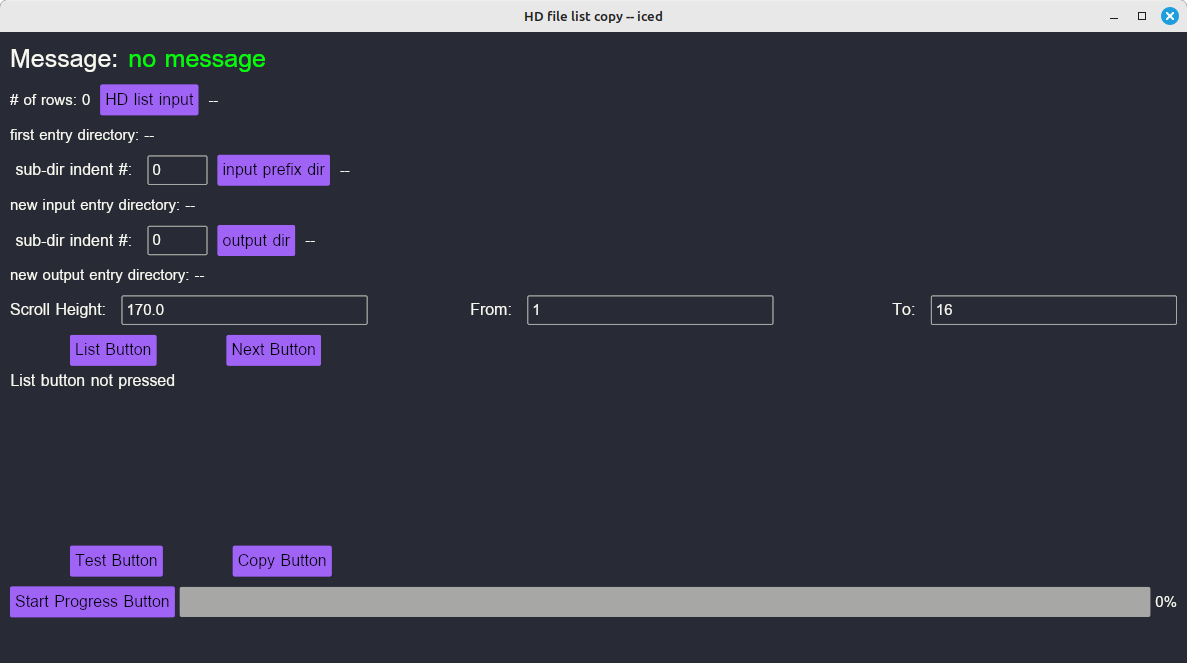 HD file list copy -- iced
Message: no message
# of rows: 0 HD list input --
first entry directory: --
sub-dir indent #: 0 input prefix dir --
new input entry directory: --
sub-dir indent #: 0 output dir --
new output entry directory: --
Scroll Height: 170.0 From: 1 To: 16
List Button Next Button
List button not pressed
Test Button Copy Button
Start Progress Button 0%